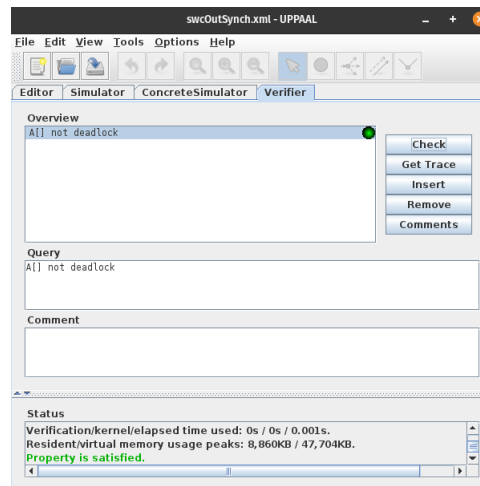 swcOutSynch.xml - UPPAAL
File Edit View Tools Options Help
Editor Simulator ConcreteSimulator Verifier
Overview
A[] not deadlock
Check
Get Trace
Insert
Remove
Comments
Query
A[] not deadlock
Comment
Status
Verification/kernel/elapsed time used: 0s / 0s / 0.001s.
Resident/virtual memory usage peaks: 8,860KB / 47,704KB.
Property is satisfied.